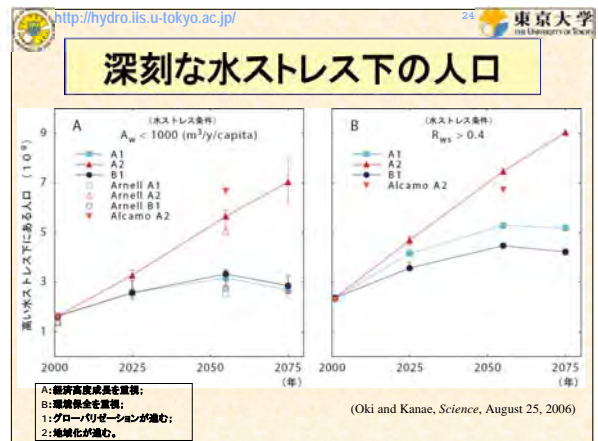 http://hydro.iis.u-tokyo.ac.jp/
24
東京大学
THE UNIVERSITY OF TOKYO
深刻な水ストレス下の人口
高い水ストレス下にある人口 (10⁹)
9
7
5
3
1
A
(水ストレス条件)
A_w < 1000 (m³/y/capita)
A1
A2
B1
Arnell A1
Arnell A2
Arnell B1
Alcamo A2
2000
2025
2050
2075
(年)
B
(水ストレス条件)
R_ws > 0.4
A1
A2
B1
Alcamo A2
2000
2025
2050
2075
(年)
A:経済高度成長を重視;
B:環境保全を重視;
1:グローバリゼーションが進む;
2:地域化が進む。
(Oki and Kanae, Science, August 25, 2006)